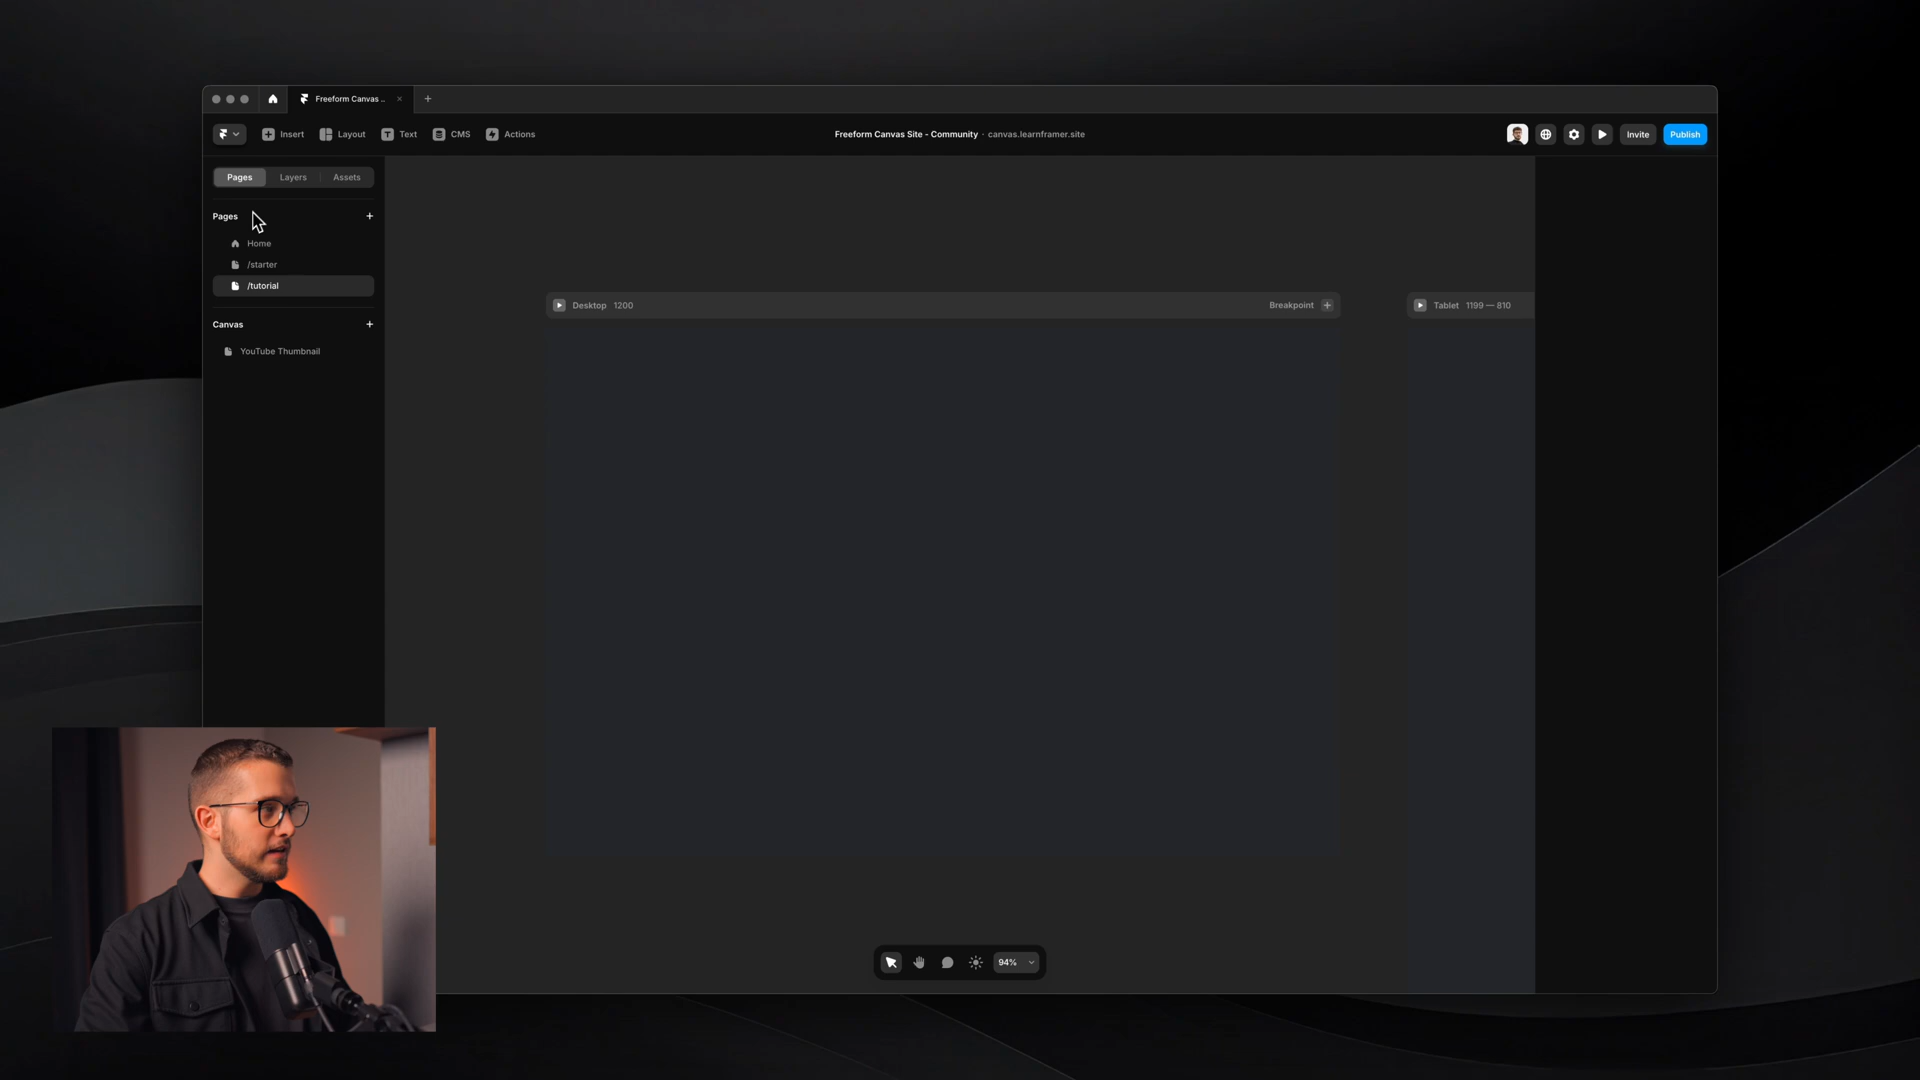 Freeform Canvas ..
Insert Layout Text CMS Actions
Freeform Canvas Site - Community · canvas.learnframer.site
Invite Publish
Pages Layers Assets
Pages
Home
/starter
/tutorial
Canvas
YouTube Thumbnail
Desktop 1200 Breakpoint
Tablet 1199 — 810
94%